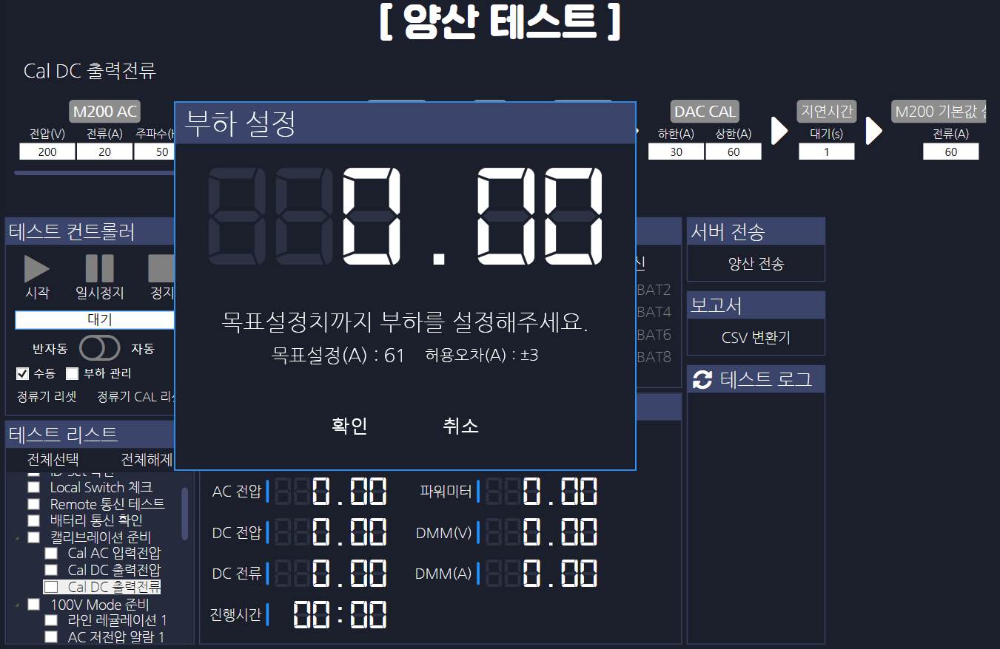 [ 양산 테스트 ]
Cal DC 출력전류
M200 AC
전압(V) 전류(A)
200 20 50
DAC CAL
하한(A) 상한(A)
30 60
지연시간
대기(s)
1
M200 기본값
전류(A)
60
부하 설정
0.00
목표설정치까지 부하를 설정해주세요.
목표설정(A) : 61 허용오차(A) : ±3
확인 취소
테스트 컨트롤러
시작 일시정지 정지
대기
반자동 자동
수동 부하 관리
정류기 리셋 정류기 CAL
테스트 리스트
전체선택 전체해제
Local Switch 체크
Remote 통신 테스트
배터리 통신 확인
캘리브레이션 준비
Cal AC 입력전압
Cal DC 출력전압
Cal DC 출력전류
100V Mode 준비
라인 레귤레이션 1
AC 저전압 알람 1
BAT2
BAT4
BAT6
BAT8
AC 전압 0.00 파워미터 0.00
DC 전압 0.00 DMM(V) 0.00
DC 전류 0.00 DMM(A) 0.00
진행시간 00:00
서버 전송
양산 전송
보고서
CSV 변환기
테스트 로그